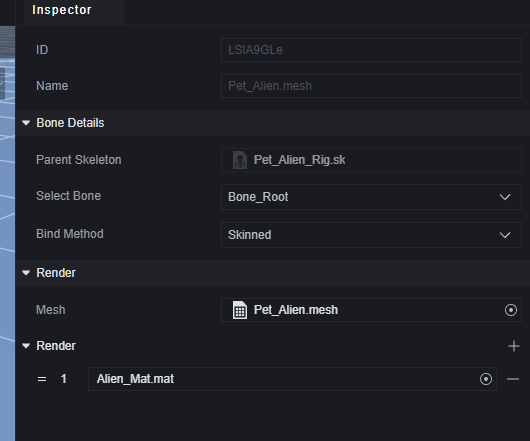 Inspector
ID LSIA9GLe
Name Pet_Alien.mesh
Bone Details
Parent Skeleton Pet_Alien_Rig.sk
Select Bone Bone_Root
Bind Method Skinned
Render
Mesh Pet_Alien.mesh
Render
1 Alien_Mat.mat